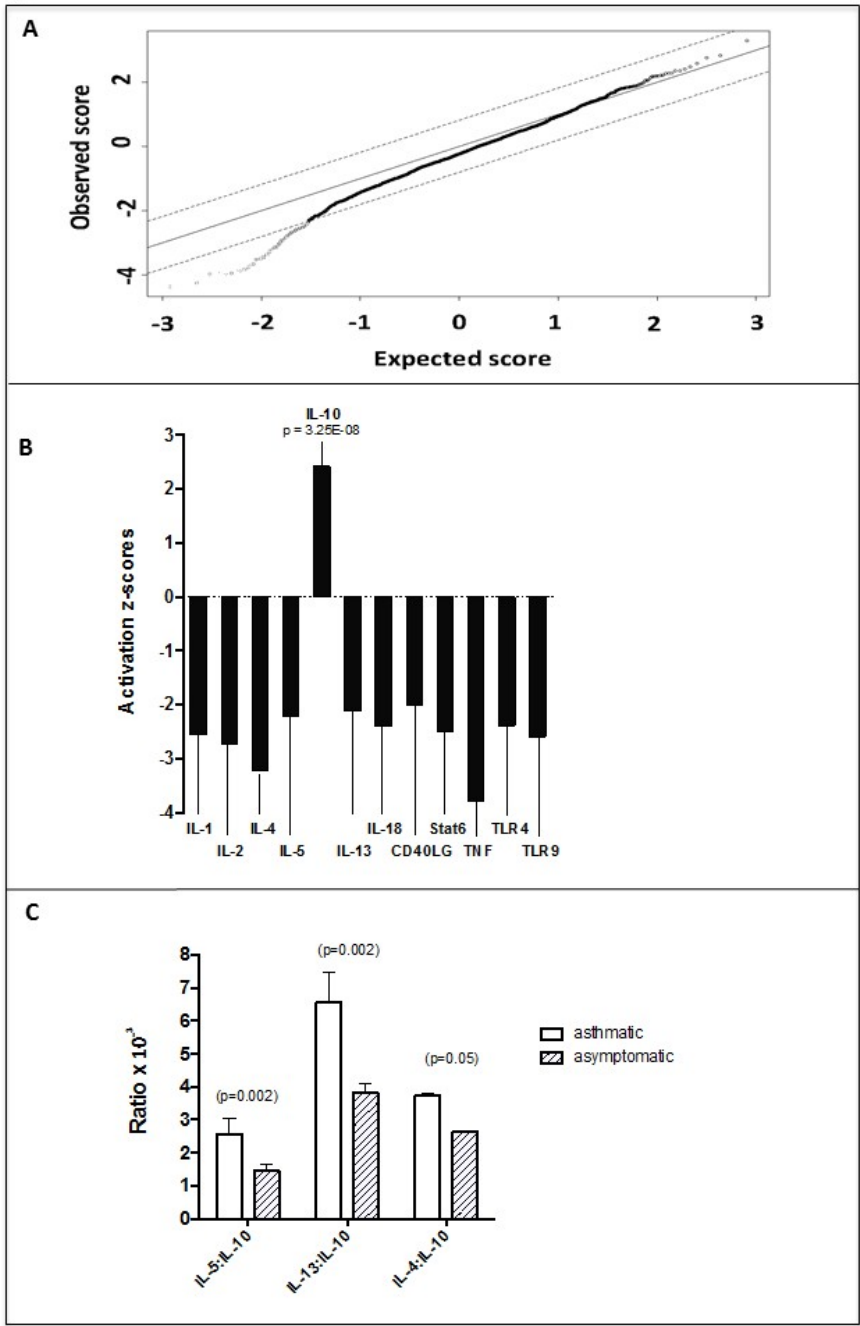 A
Observed score
2
0
-2
-4
-3 -2 -1 0 1 2 3
Expected score
B
IL-10
p = 3.25E-08
Activation z-scores
3
2
1
0
-1
-2
-3
-4
IL-1 IL-4 IL-18 Stat6 TLR4
IL-2 IL-5 IL-13 CD40LG TNF TLR9
C
Ratio x 10⁻³
8
7
6
5
4
3
2
1
0
(p=0.002)
(p=0.002)
(p=0.05)
asthmatic
asymptomatic
IL-5:IL-10
IL-13:IL-10
IL-4:IL-10